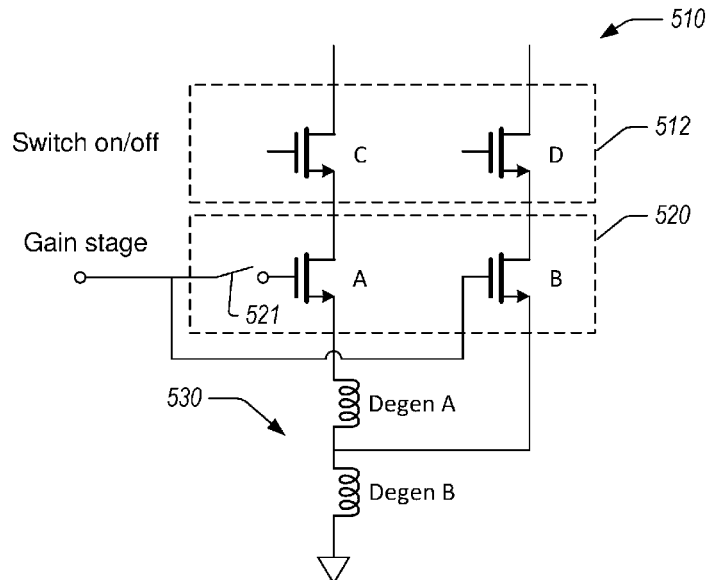 510
512
Switch on/off
C
D
520
Gain stage
A
B
521
530
Degen A
Degen B